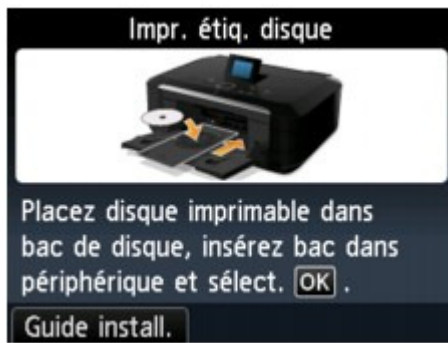 Impr. étiq. disque
Placez disque imprimable dans
bac de disque, insérez bac dans
périphérique et sélect. OK .
Guide install.